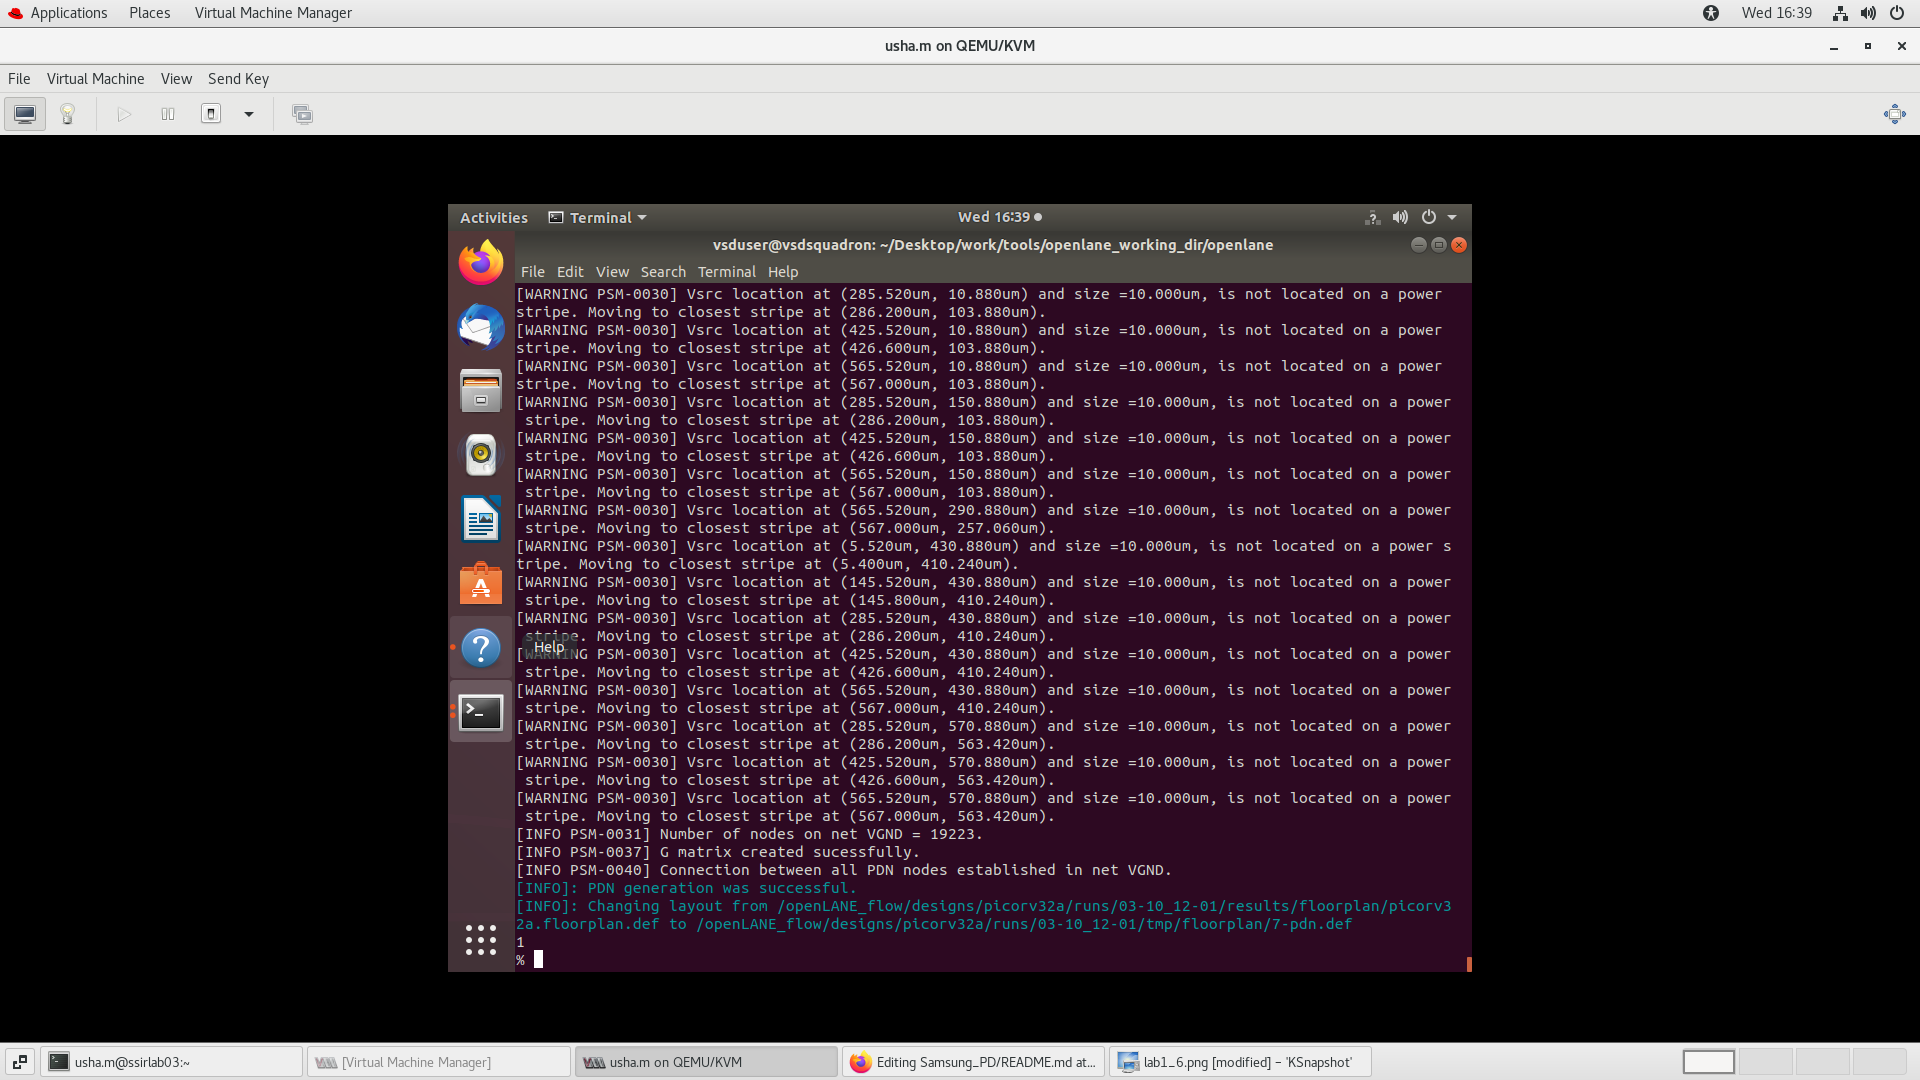 Applications Places Virtual Machine Manager Wed 16:39
usha.m on QEMU/KVM
File Virtual Machine View Send Key
Activities Terminal Wed 16:39
vsduser@vsdsquadron: ~/Desktop/work/tools/openlane_working_dir/openlane
File Edit View Search Terminal Help
[WARNING PSM-0030] Vsrc location at (285.520um, 10.880um) and size =10.000um, is not located on a power
stripe. Moving to closest stripe at (286.200um, 103.880um).
[WARNING PSM-0030] Vsrc location at (425.520um, 10.880um) and size =10.000um, is not located on a power
stripe. Moving to closest stripe at (426.600um, 103.880um).
[WARNING PSM-0030] Vsrc location at (565.520um, 10.880um) and size =10.000um, is not located on a power
stripe. Moving to closest stripe at (567.000um, 103.880um).
[WARNING PSM-0030] Vsrc location at (285.520um, 150.880um) and size =10.000um, is not located on a power
 stripe. Moving to closest stripe at (286.200um, 103.880um).
[WARNING PSM-0030] Vsrc location at (425.520um, 150.880um) and size =10.000um, is not located on a power
 stripe. Moving to closest stripe at (426.600um, 103.880um).
[WARNING PSM-0030] Vsrc location at (565.520um, 150.880um) and size =10.000um, is not located on a power
 stripe. Moving to closest stripe at (567.000um, 103.880um).
[WARNING PSM-0030] Vsrc location at (565.520um, 290.880um) and size =10.000um, is not located on a power
 stripe. Moving to closest stripe at (567.000um, 257.060um).
[WARNING PSM-0030] Vsrc location at (5.520um, 430.880um) and size =10.000um, is not located on a power s
tripe. Moving to closest stripe at (5.400um, 410.240um).
[WARNING PSM-0030] Vsrc location at (145.520um, 430.880um) and size =10.000um, is not located on a power
 stripe. Moving to closest stripe at (145.800um, 410.240um).
[WARNING PSM-0030] Vsrc location at (285.520um, 430.880um) and size =10.000um, is not located on a power
 stripe. Moving to closest stripe at (286.200um, 410.240um).
Help
[WARNING PSM-0030] Vsrc location at (425.520um, 430.880um) and size =10.000um, is not located on a power
 stripe. Moving to closest stripe at (426.600um, 410.240um).
[WARNING PSM-0030] Vsrc location at (565.520um, 430.880um) and size =10.000um, is not located on a power
 stripe. Moving to closest stripe at (567.000um, 410.240um).
[WARNING PSM-0030] Vsrc location at (285.520um, 570.880um) and size =10.000um, is not located on a power
 stripe. Moving to closest stripe at (286.200um, 563.420um).
[WARNING PSM-0030] Vsrc location at (425.520um, 570.880um) and size =10.000um, is not located on a power
 stripe. Moving to closest stripe at (426.600um, 563.420um).
[WARNING PSM-0030] Vsrc location at (565.520um, 570.880um) and size =10.000um, is not located on a power
 stripe. Moving to closest stripe at (567.000um, 563.420um).
[INFO PSM-0031] Number of nodes on net VGND = 19223.
[INFO PSM-0037] G matrix created sucessfully.
[INFO PSM-0040] Connection between all PDN nodes established in net VGND.
[INFO]: PDN generation was successful.
[INFO]: Changing layout from /openLANE_flow/designs/picorv32a/runs/03-10_12-01/results/floorplan/picorv3
2a.floorplan.def to /openLANE_flow/designs/picorv32a/runs/03-10_12-01/tmp/floorplan/7-pdn.def
1
%
usha.m@ssirlab03:~ [Virtual Machine Manager] usha.m on QEMU/KVM Editing Samsung_PD/README.md at... lab1_6.png [modified] – 'KSnapshot'